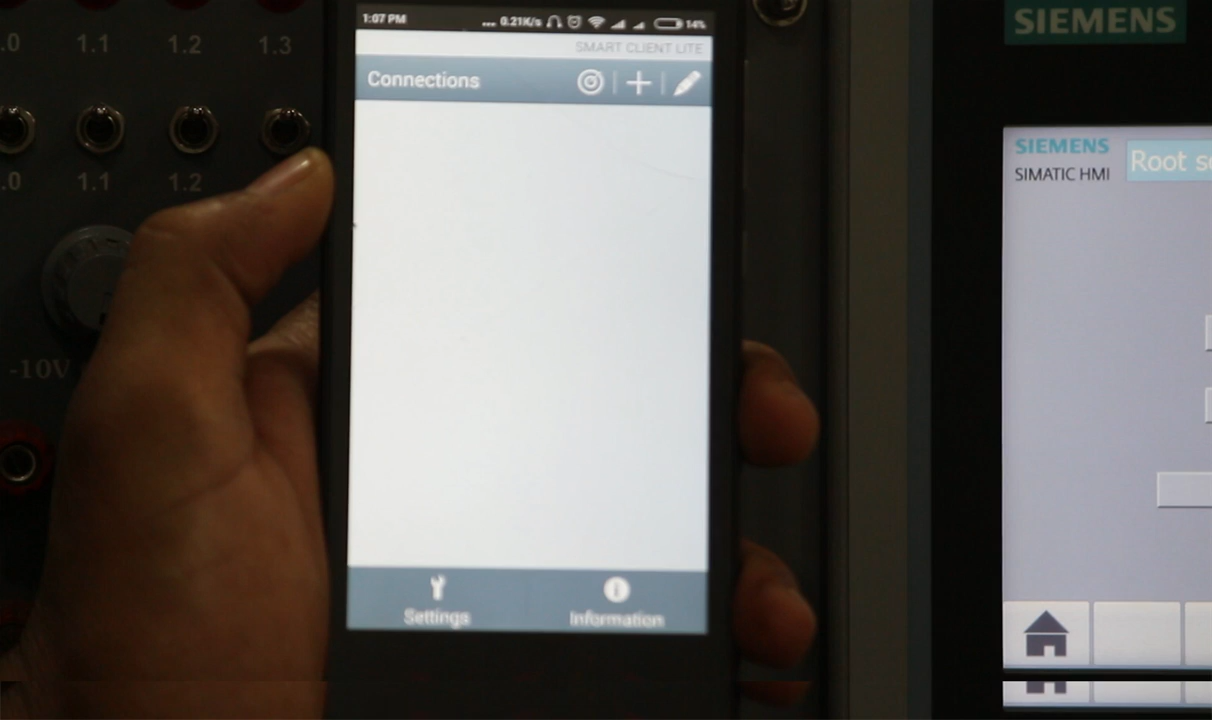 .0 1.1 1.2 1.3
.0 1.1 1.2
-10V
1:07 PM ... 0.21K/s 14%
SMART CLIENT LITE
Connections
Settings Information
SIEMENS
SIEMENS
SIMATIC HMI
Root s